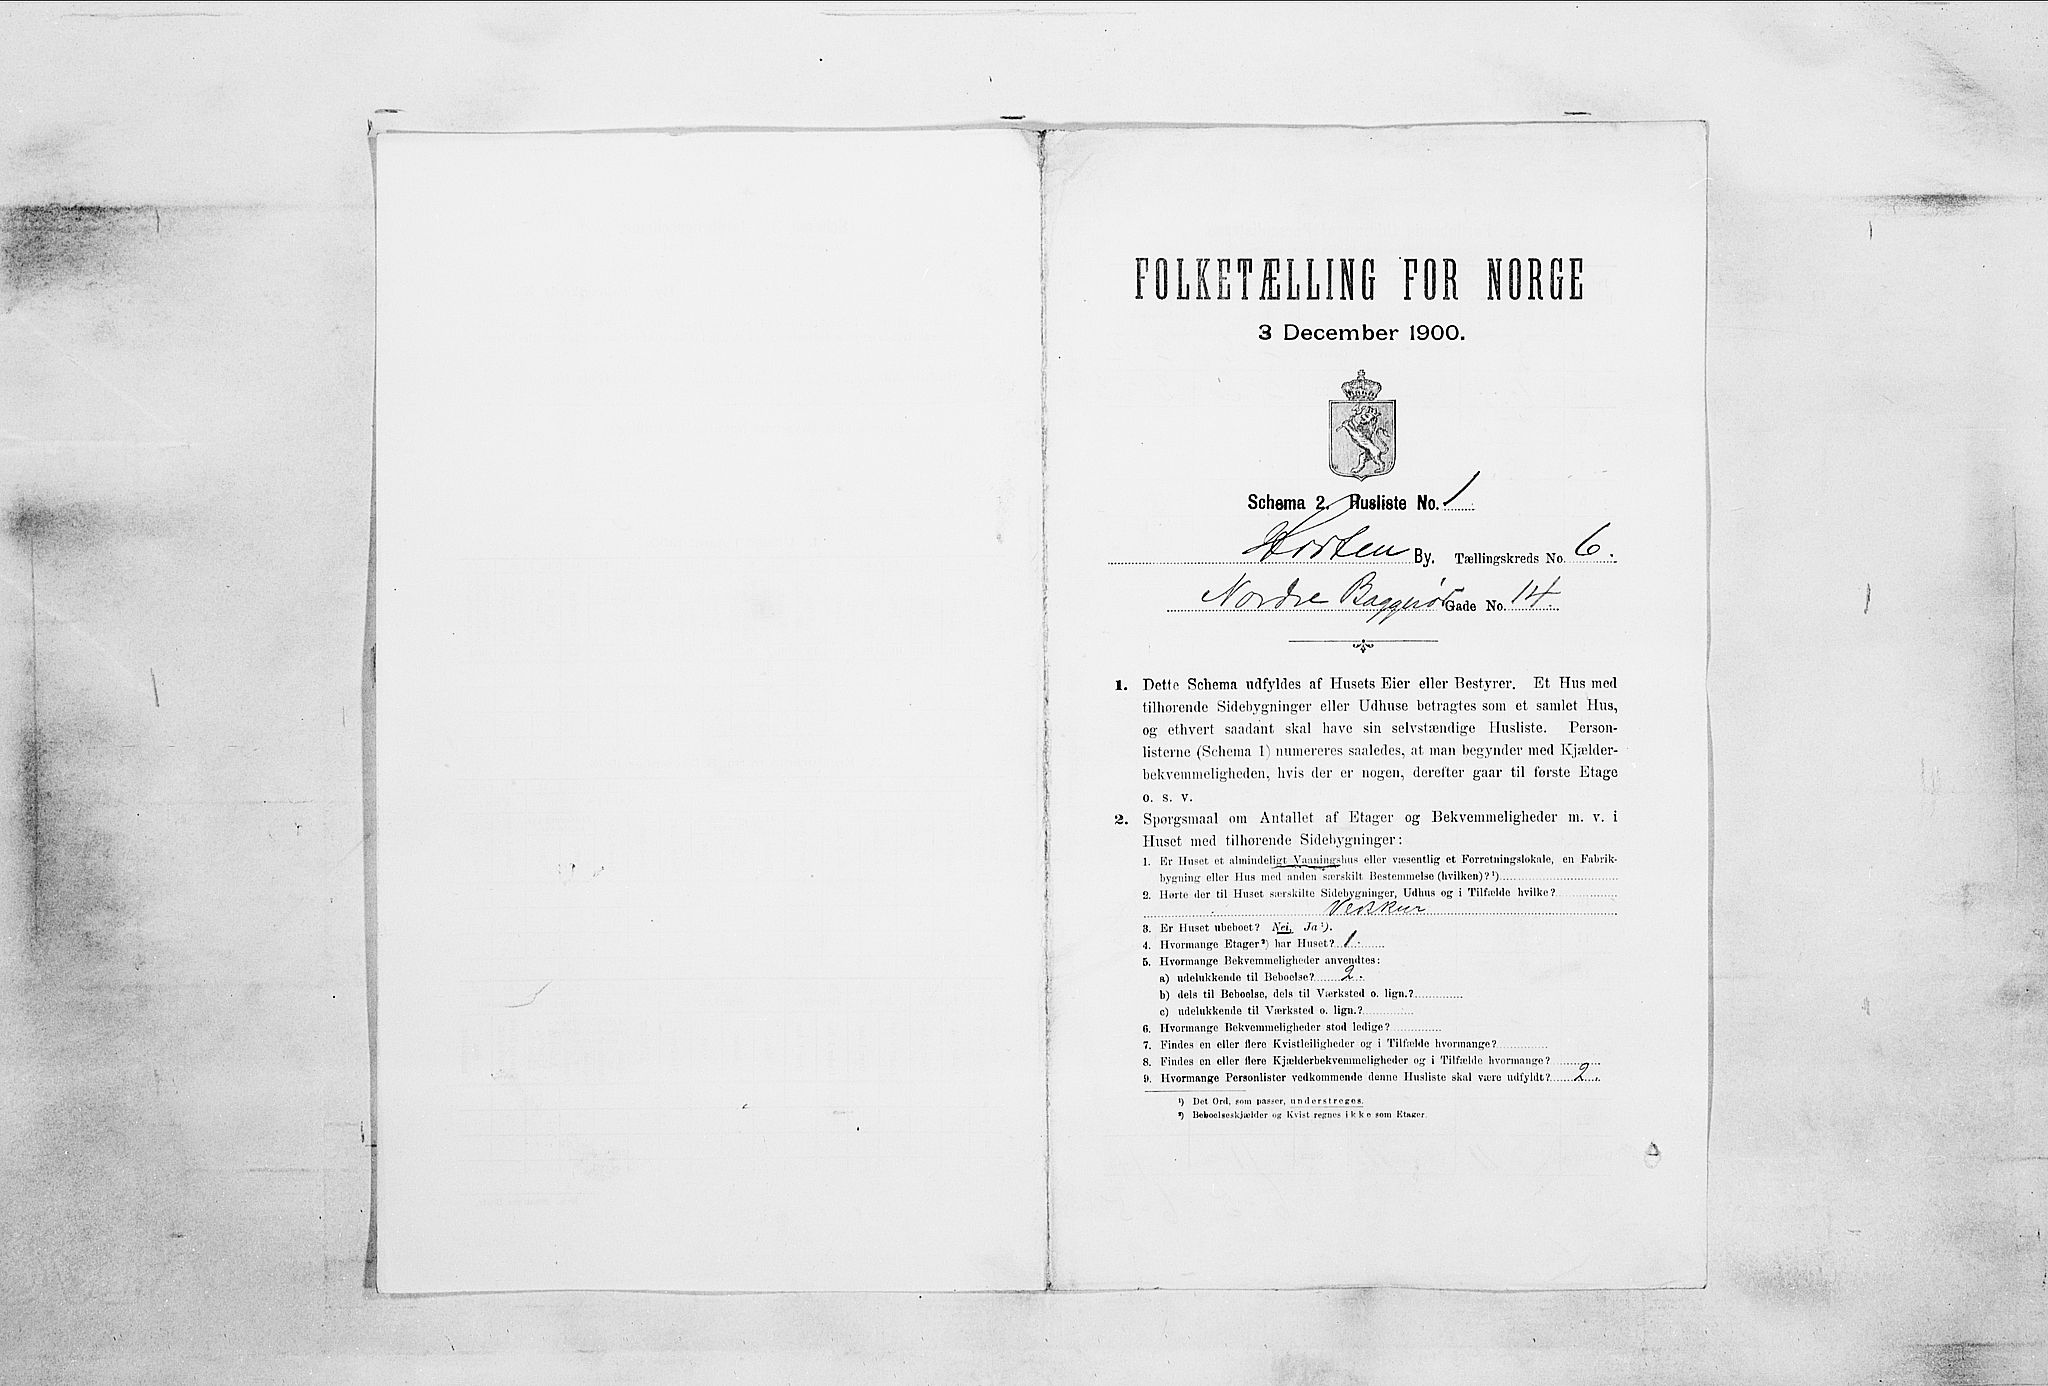 FOLKETÆLLING FOR NORGE
3 December 1900.
Schema 2. Husliste No. 1
Horten By. Tællingskreds No. 6.
Nordre Baggerø Gade No. 14.
1. Dette Schema udfyldes af Husets Eier eller Bestyrer. Et Hus med
tilhørende Sidebygninger eller Udhuse betragtes som et samlet Hus,
og ethvert saadant skal have sin selvstændige Husliste. Person-
listerne (Schema 1) numereres saaledes, at man begynder med Kjælder-
bekvemmeligheden, hvis der er nogen, derefter gaar til første Etage
o. s. v.
2. Spørgsmaal om Antallet af Etager og Bekvemmeligheder m. v. i
Huset med tilhørende Sidebygninger:
1. Er Huset et almindeligt Vaaningshus eller væsentlig et Forretningslokale, en Fabrik-
bygning eller Hus med anden særskilt Bestemmelse (hvilken)? ¹)
2. Hørte der til Huset særskilte Sidebygninger, Udhus og i Tilfælde hvilke?
Vedskur
3. Er Huset ubeboet? Nei. Ja ¹).
4. Hvormange Etager ²) har Huset? 1.
5. Hvormange Bekvemmeligheder anvendtes:
a) udelukkende til Beboelse? 2.
b) dels til Beboelse, dels til Værksted o. lign.?
c) udelukkende til Værksted o. lign.?
6. Hvormange Bekvemmeligheder stod ledige?
7. Findes en eller flere Kvistleiligheder og i Tilfælde hvormange?
8. Findes en eller flere Kjælderbekvemmeligheder og i Tilfælde hvormange?
9. Hvormange Personlister vedkommende denne Husliste skal være udfyldt? 2.
¹) Det Ord, som passer, understreges.
²) Beboelseskjælder og Kvist regnes ikke som Etager.